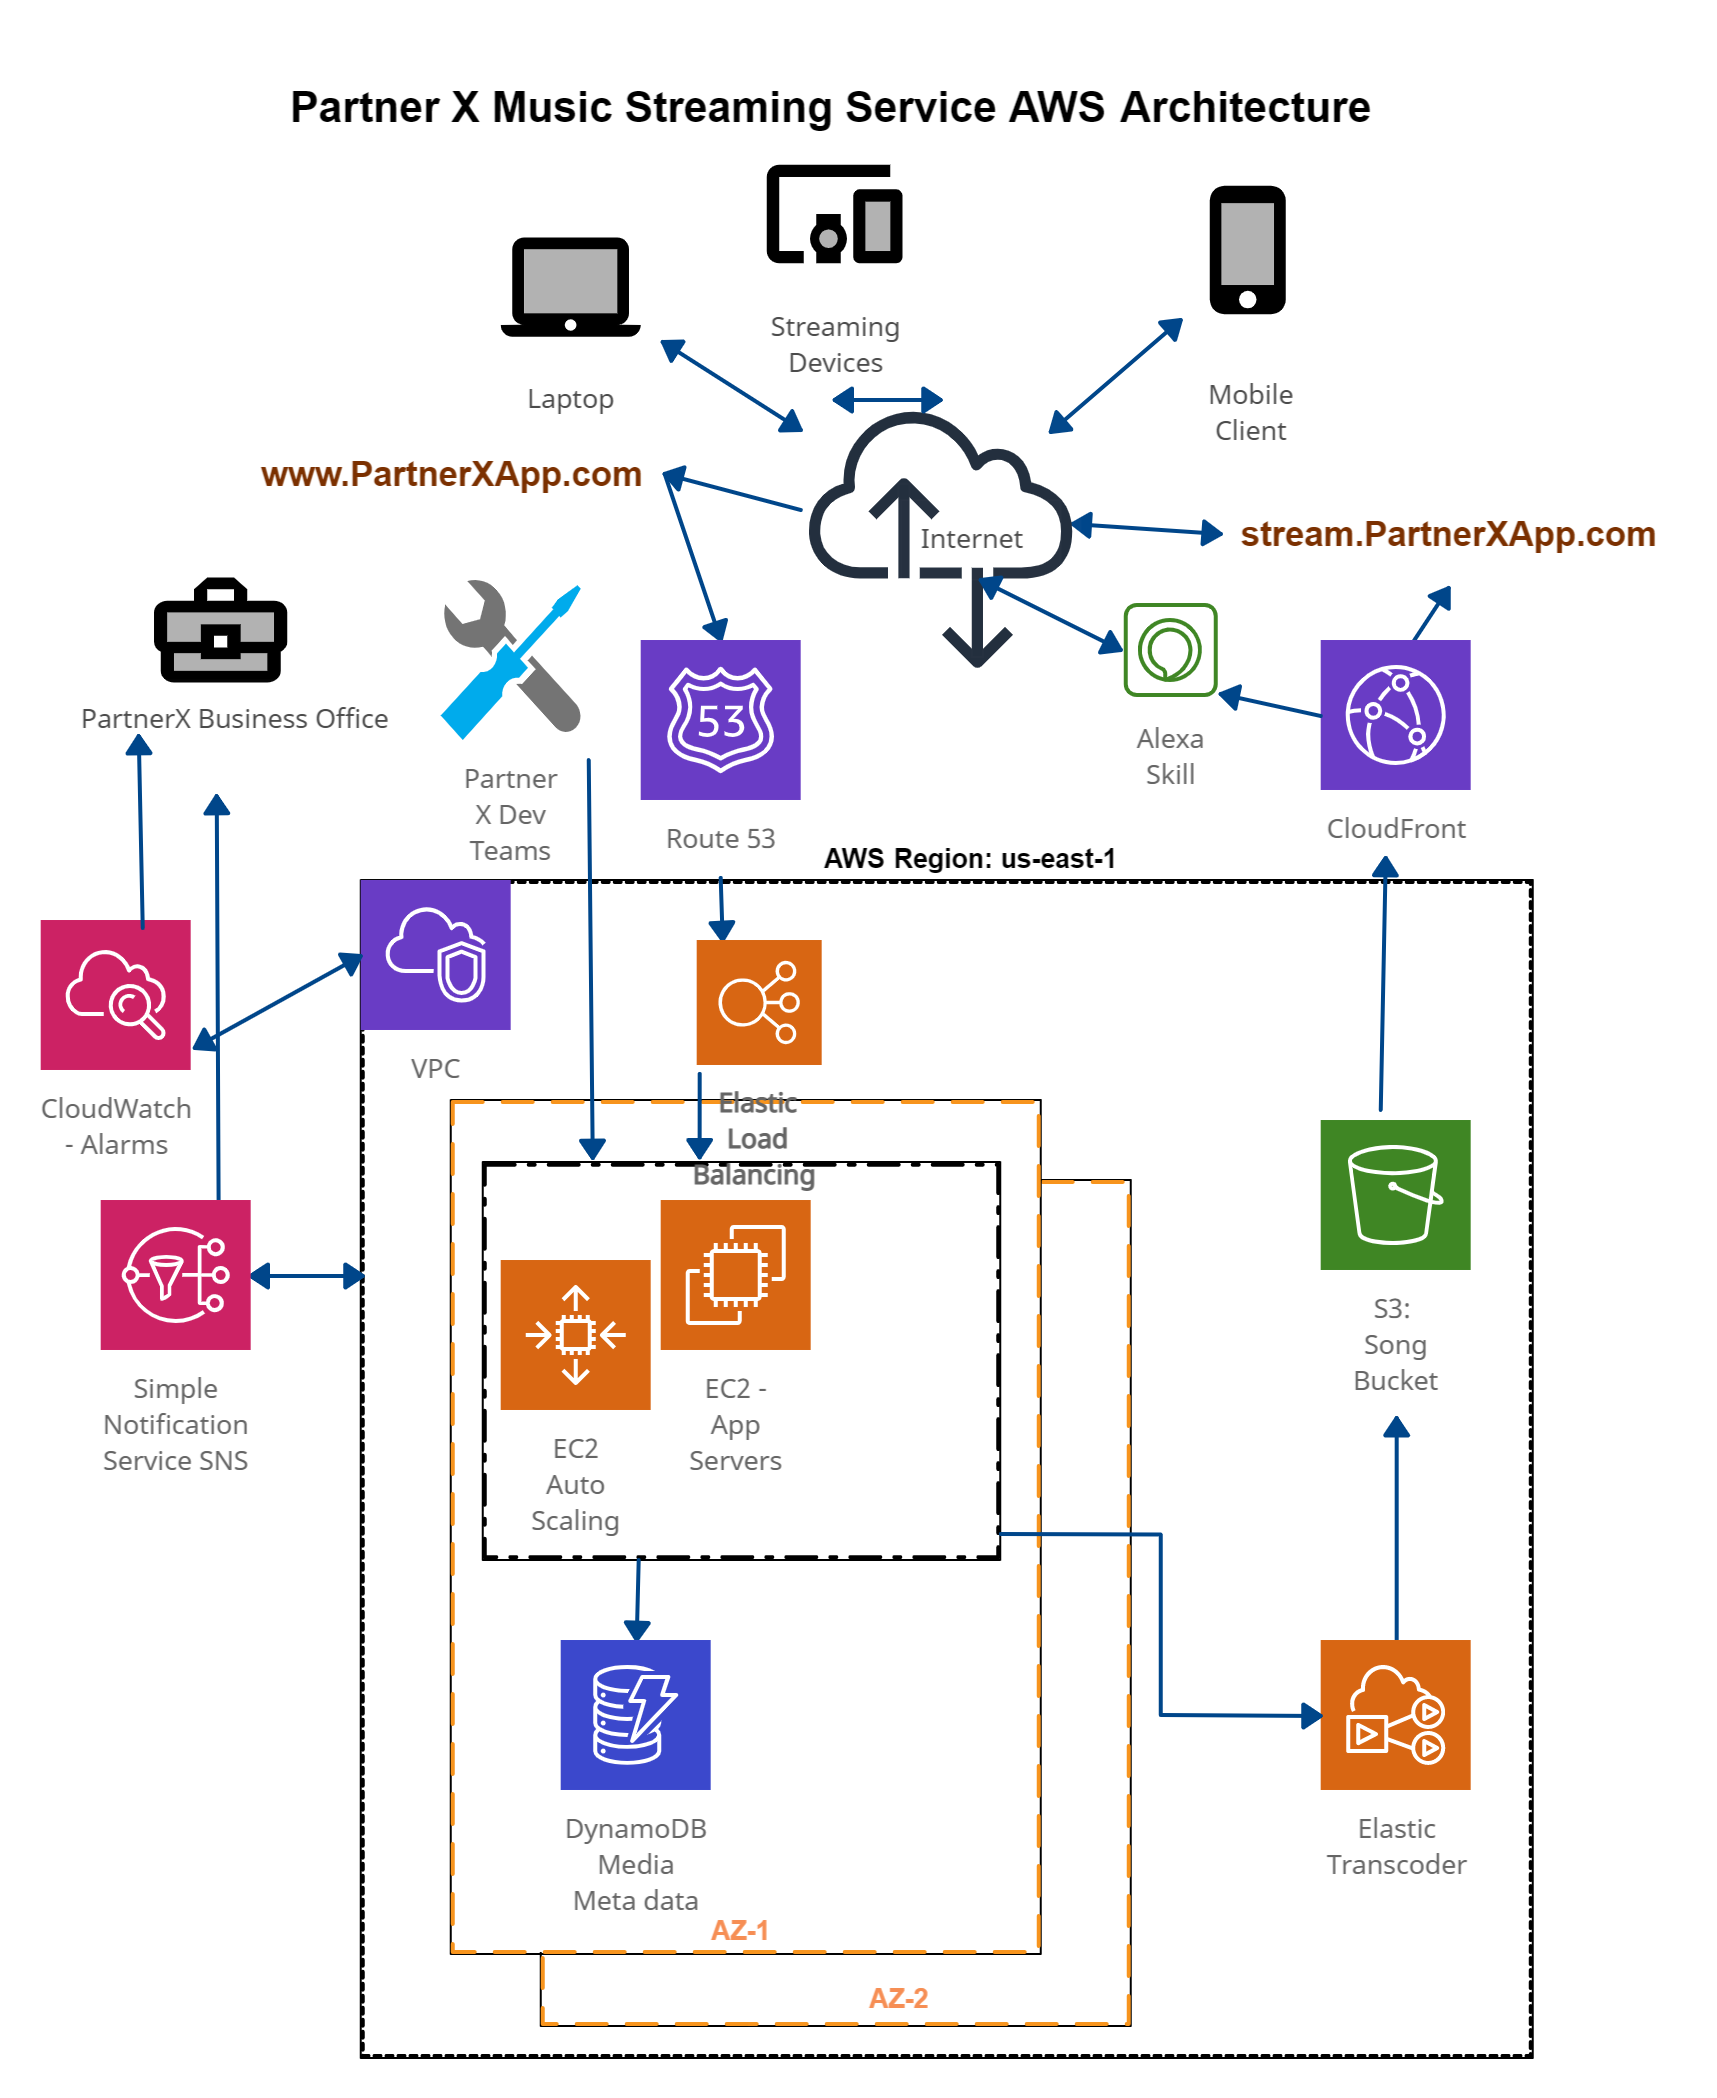 Partner X Music Streaming Service AWS Architecture
Streaming
Devices
Laptop
Mobile
Client
www.PartnerXApp.com
Internet
stream.PartnerXApp.com
PartnerX Business Office
Partner
X Dev
Teams
53
Route 53
Alexa
Skill
CloudFront
AWS Region: us-east-1
VPC
CloudWatch
- Alarms
Elastic
Load
Balancing
Simple
Notification
Service SNS
EC2
Auto
Scaling
EC2 -
App
Servers
S3:
Song
Bucket
DynamoDB
Media
Meta data
Elastic
Transcoder
AZ-1
AZ-2